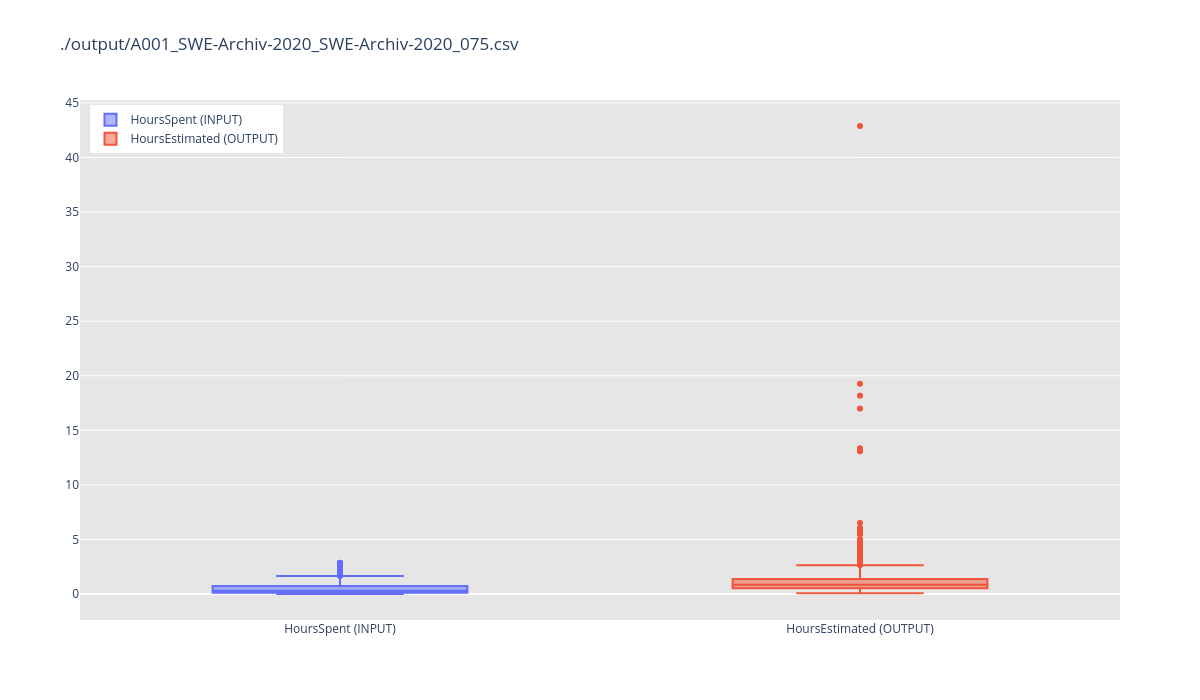 ./output/A001_SWE-Archiv-2020_SWE-Archiv-2020_075.csv
45
HoursSpent (INPUT)
HoursEstimated (OUTPUT)
40
35
30
25
20
15
10
5
0
HoursSpent (INPUT)
HoursEstimated (OUTPUT)